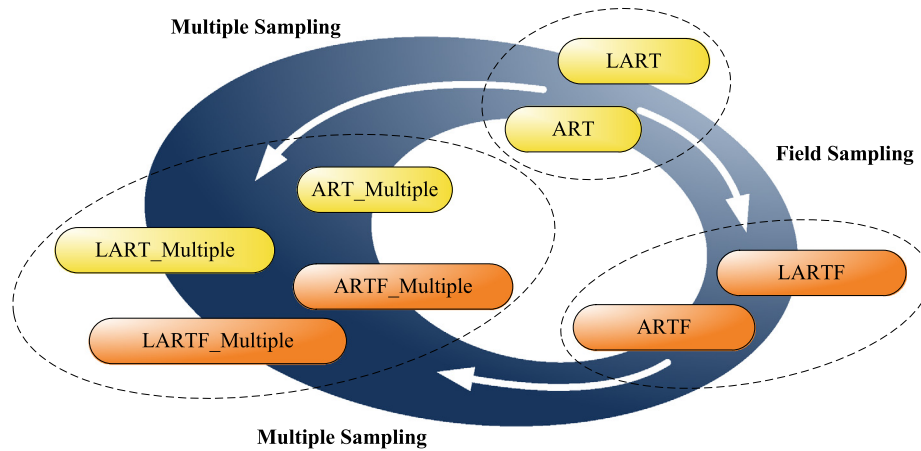 Multiple Sampling
LART
ART
Field Sampling
ART_Multiple
LART_Multiple
LARTF
ARTF_Multiple
ARTF
LARTF_Multiple
Multiple Sampling